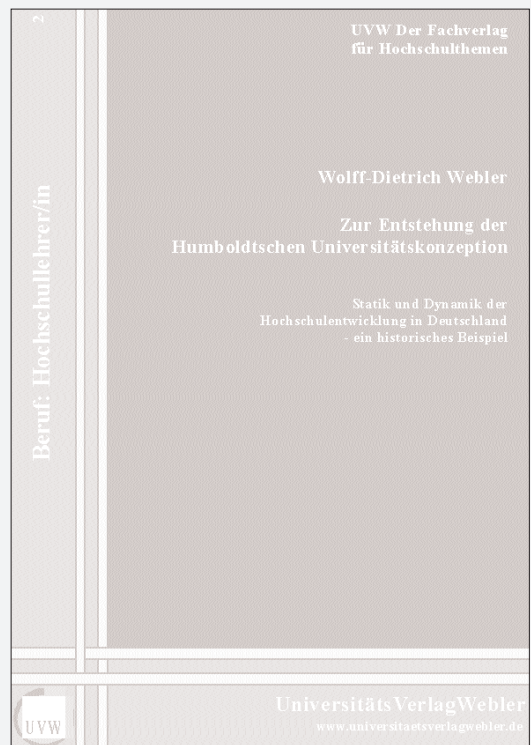 2
UVW Der Fachverlag
für Hochschulthemen
Wolff-Dietrich Webler
Zur Entstehung der
Humboldtschen Universitätskonzeption
Statik und Dynamik der
Hochschulentwicklung in Deutschland
- ein historisches Beispiel
Beruf: Hochschullehrer/in
UVW
UniversitätsVerlagWebler
www.universitaetsverlagwebler.de